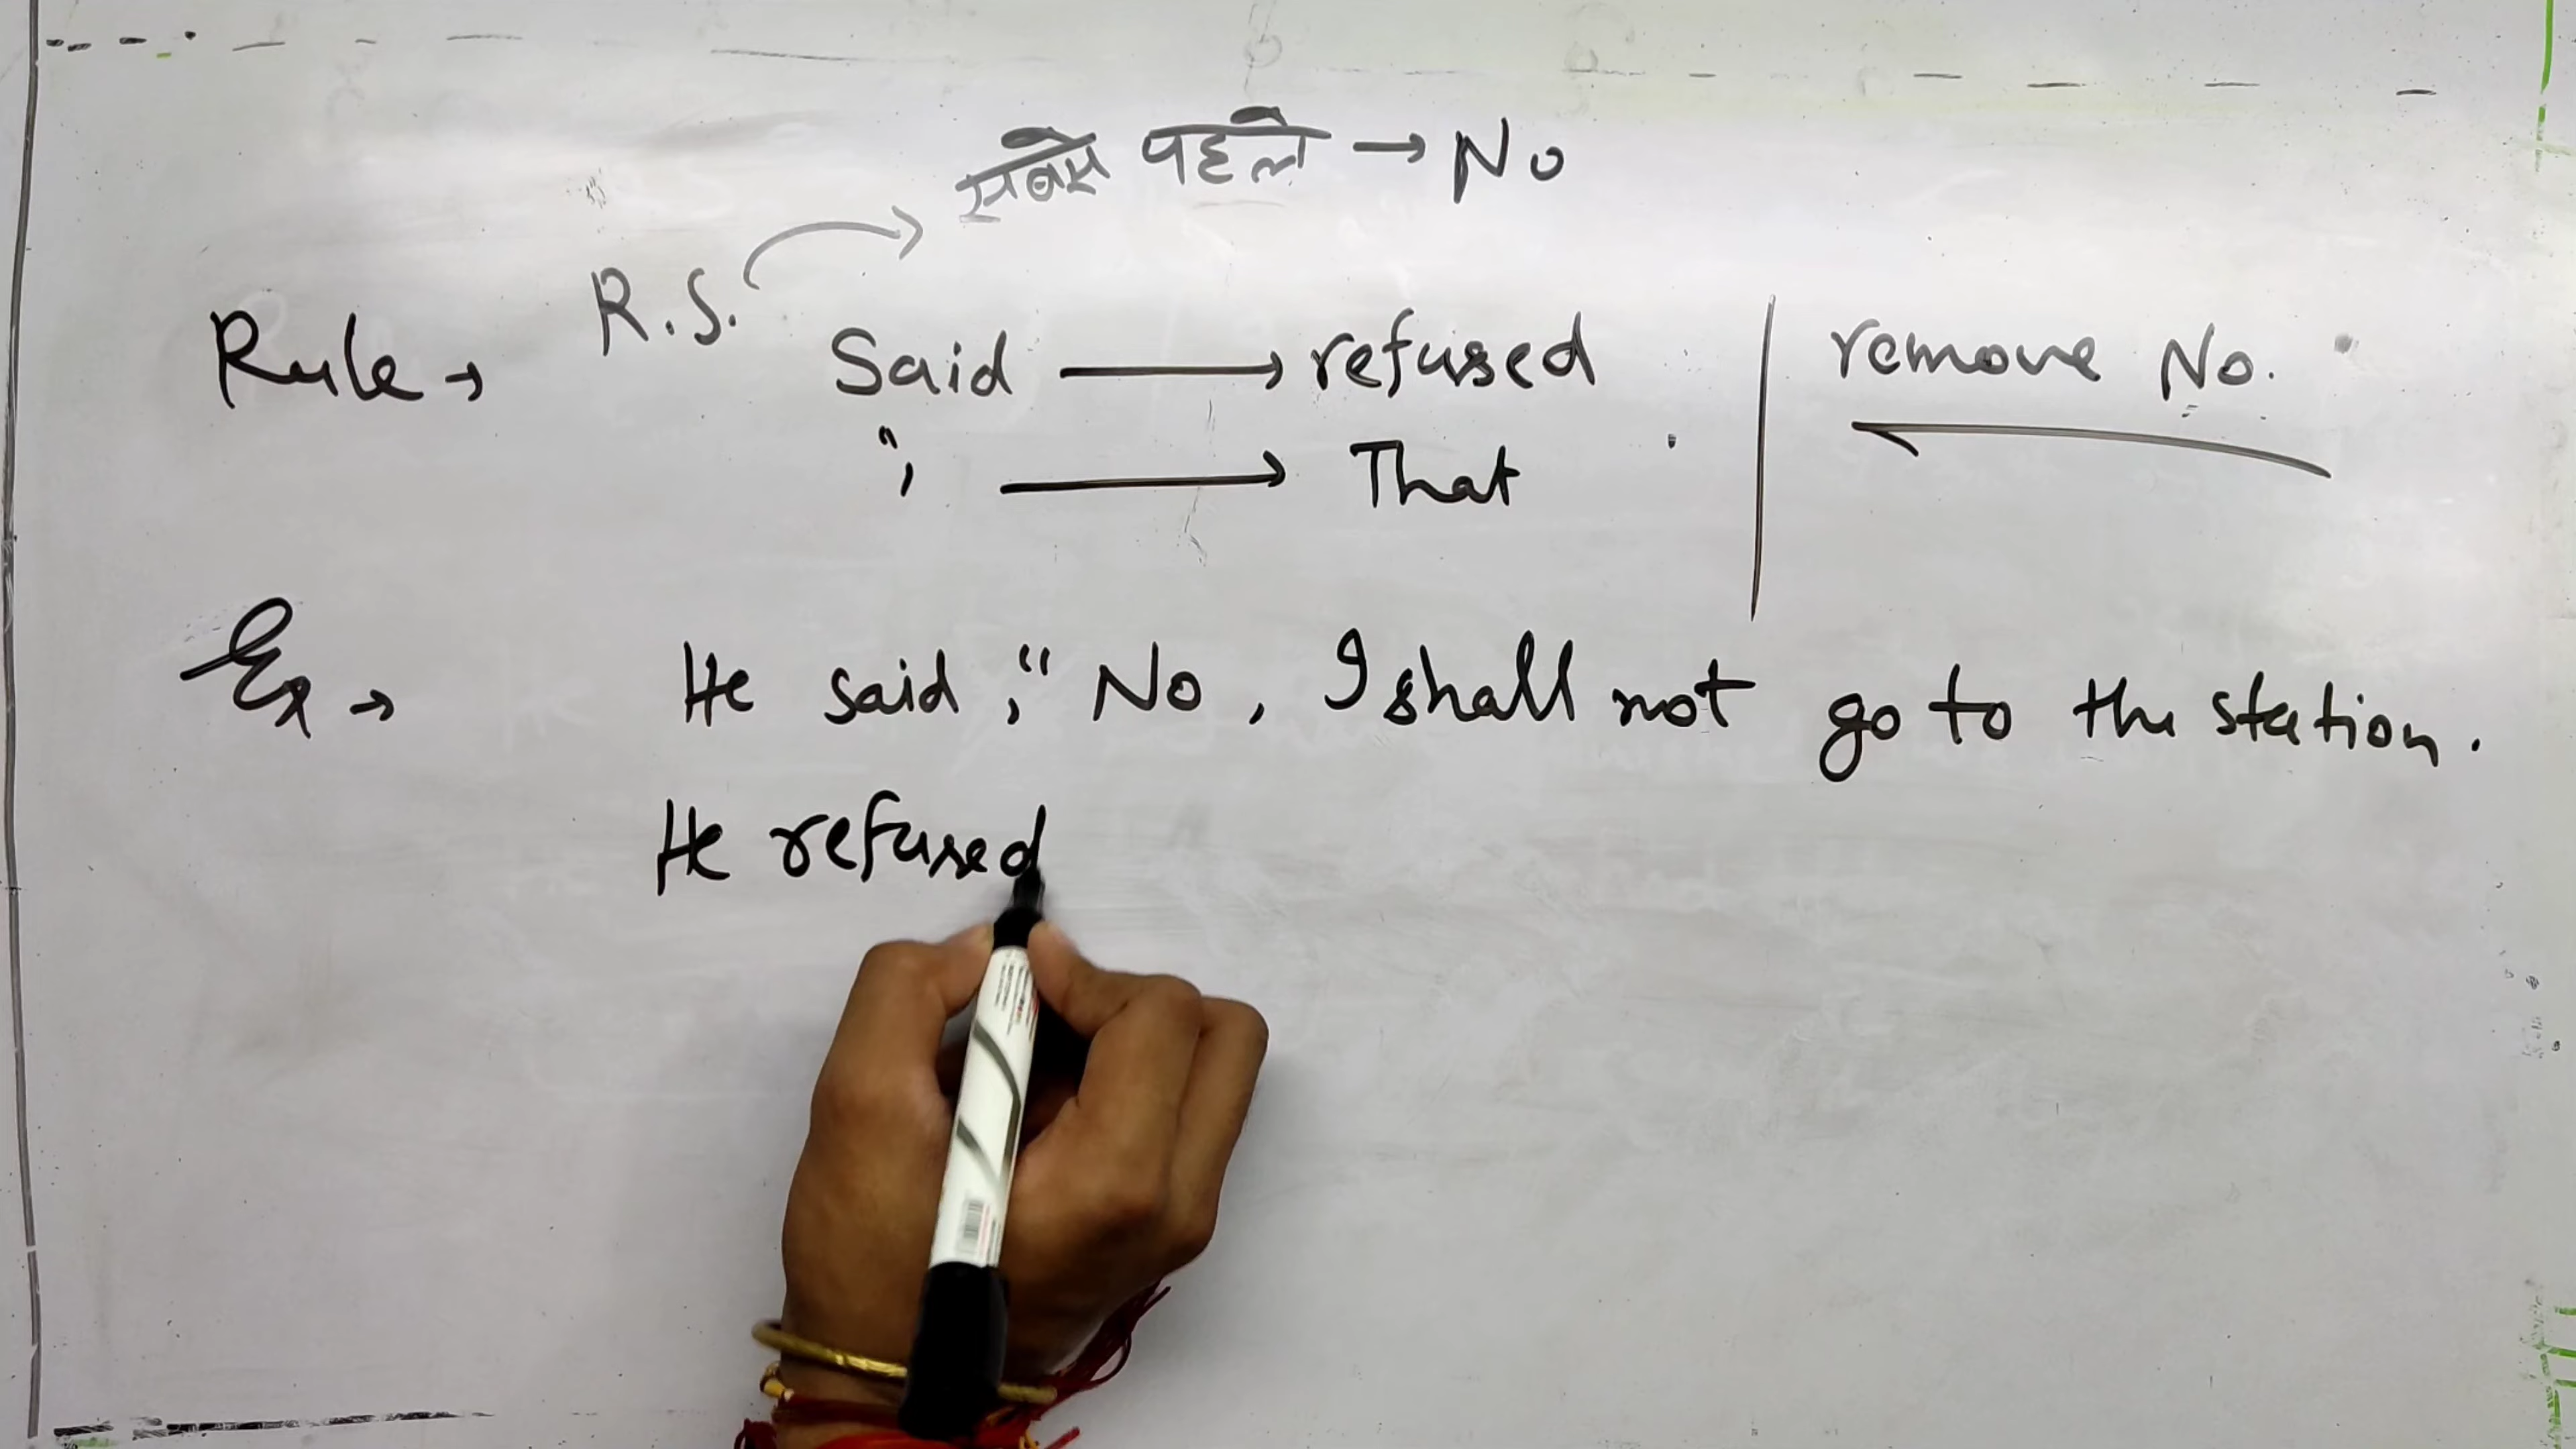 सबसे पहले → No
R.S.
Rule → Said → refused | remove No.
", → That
Ex → He said, " No, I shall not go to the station.
He refused